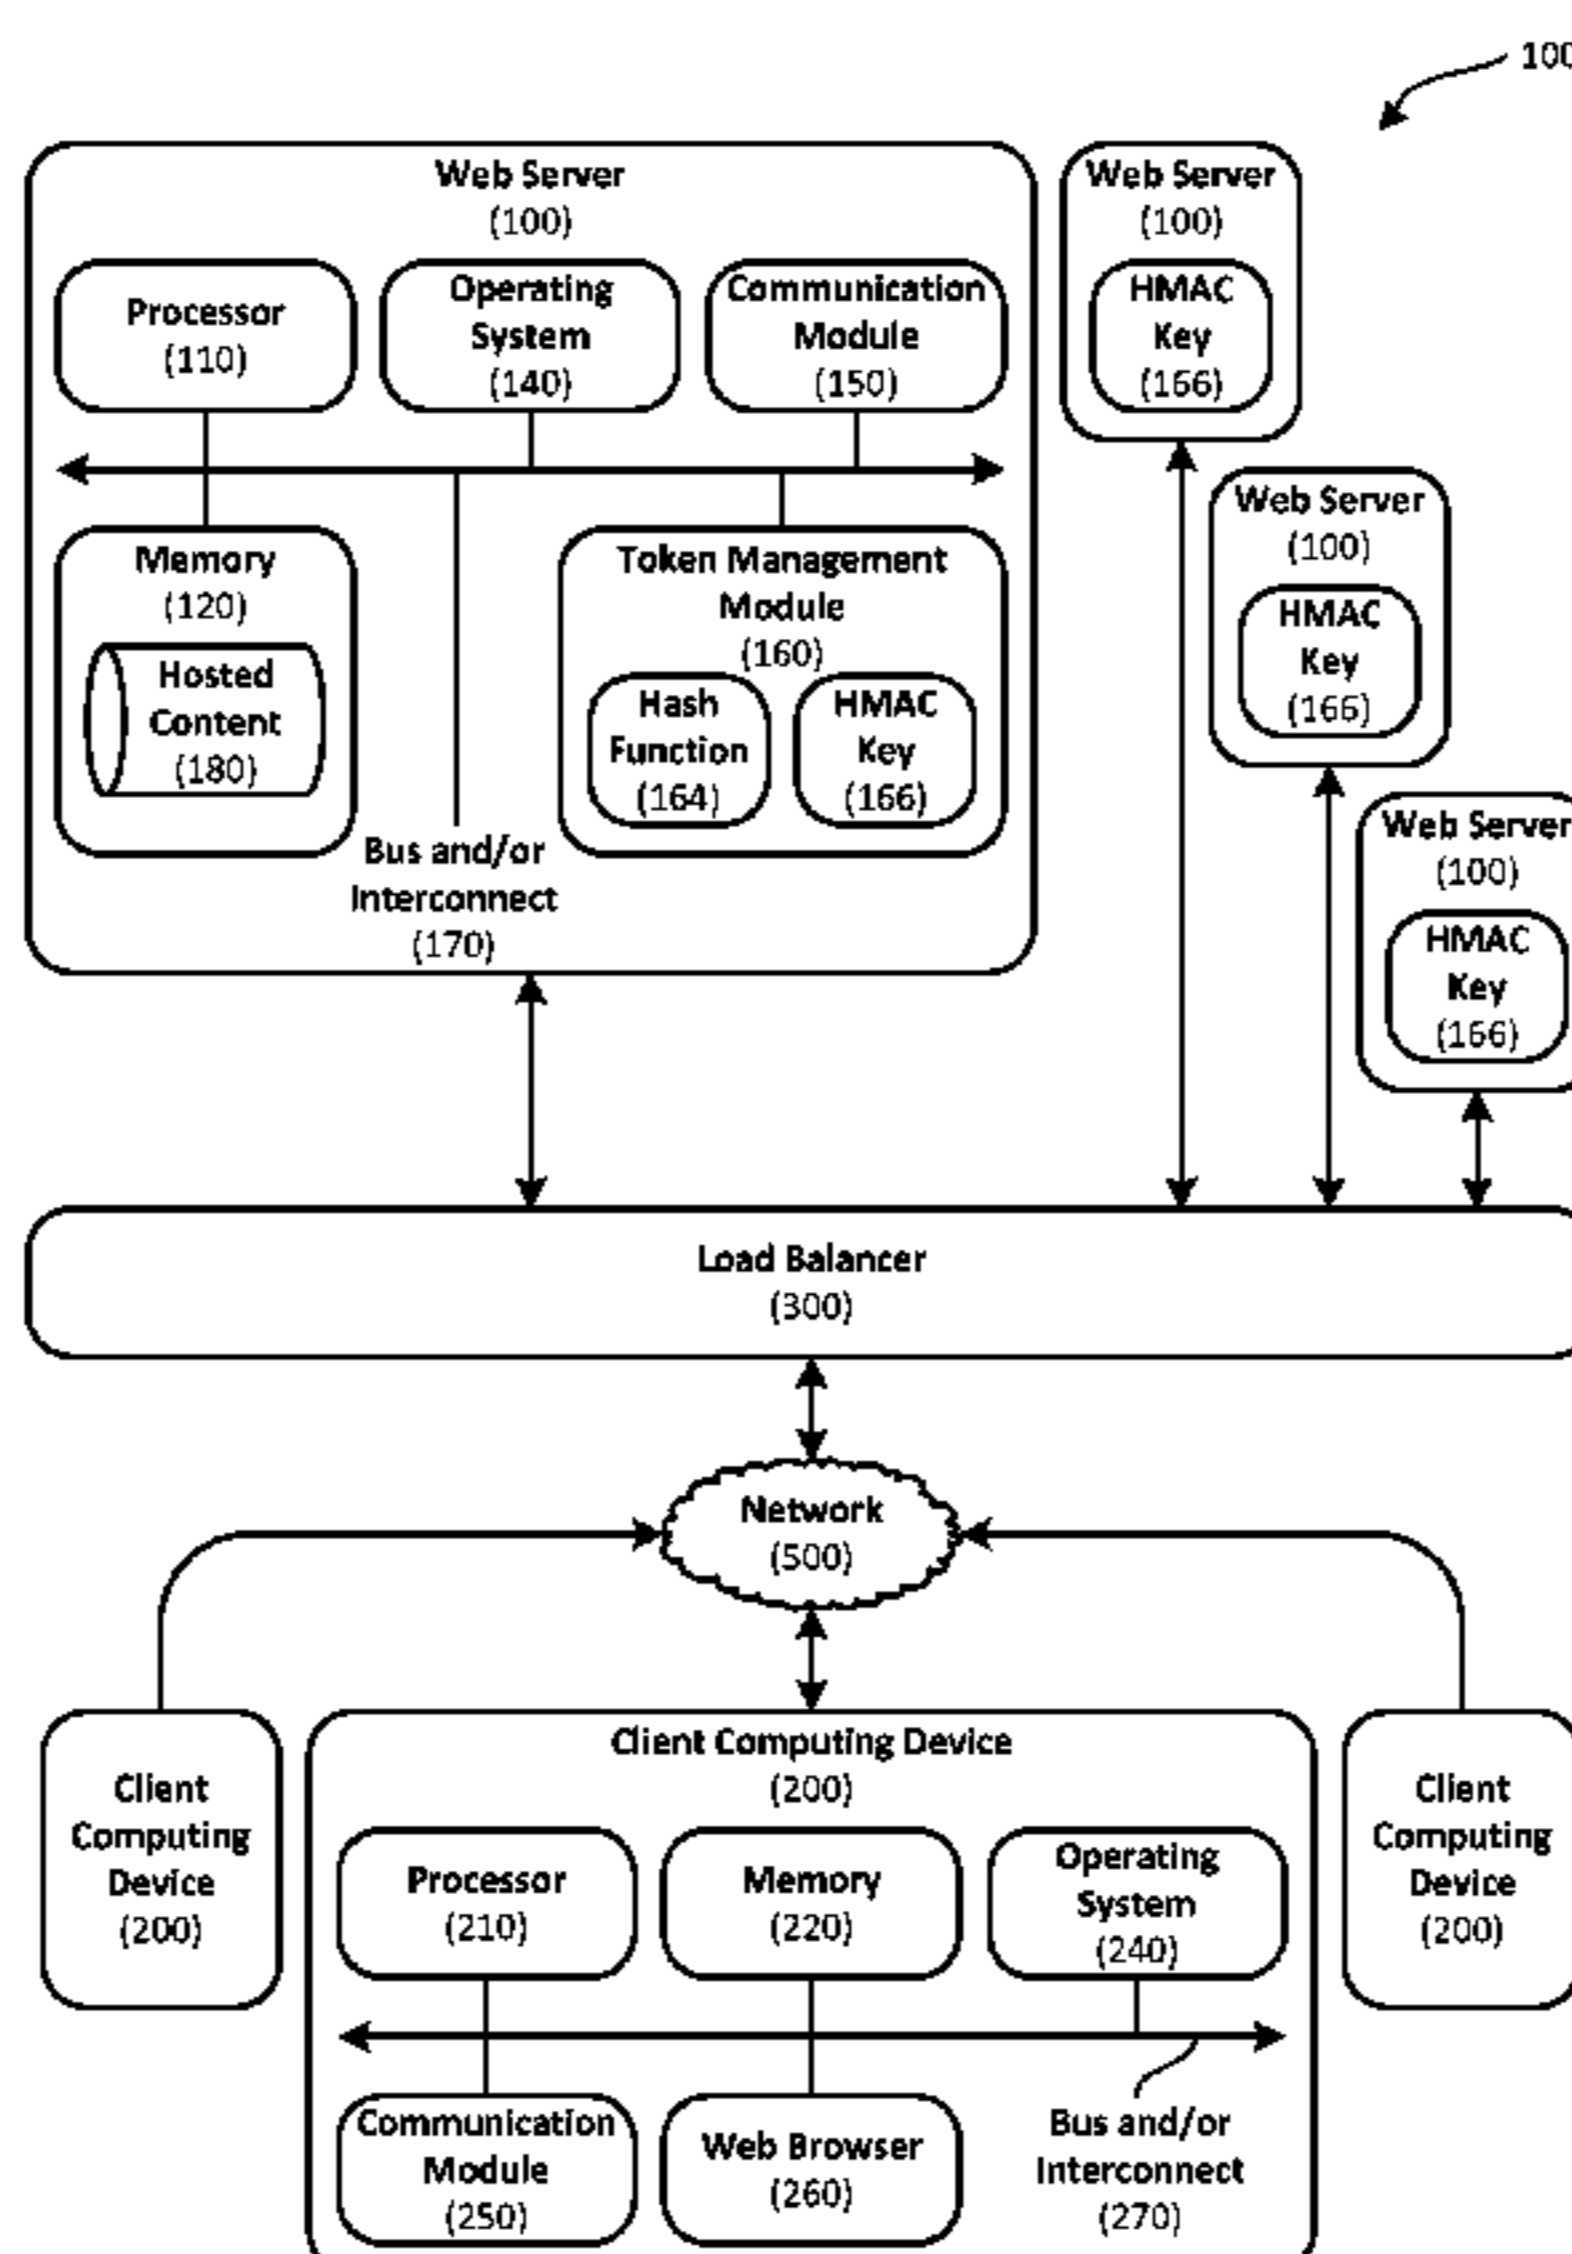 100
Web Server
(100)
Processor
(110)
Operating
System
(140)
Communication
Module
(150)
Memory
(120)
Hosted
Content
(180)
Token Management
Module
(160)
Hash
Function
(164)
HMAC
Key
(166)
Bus and/or
Interconnect
(170)
Web Server
(100)
HMAC
Key
(166)
Web Server
(100)
HMAC
Key
(166)
Web Server
(100)
HMAC
Key
(166)
Load Balancer
(300)
Network
(500)
Client
Computing
Device
(200)
Client Computing Device
(200)
Processor
(210)
Memory
(220)
Operating
System
(240)
Communication
Module
(250)
Web Browser
(260)
Bus and/or
Interconnect
(270)
Client
Computing
Device
(200)